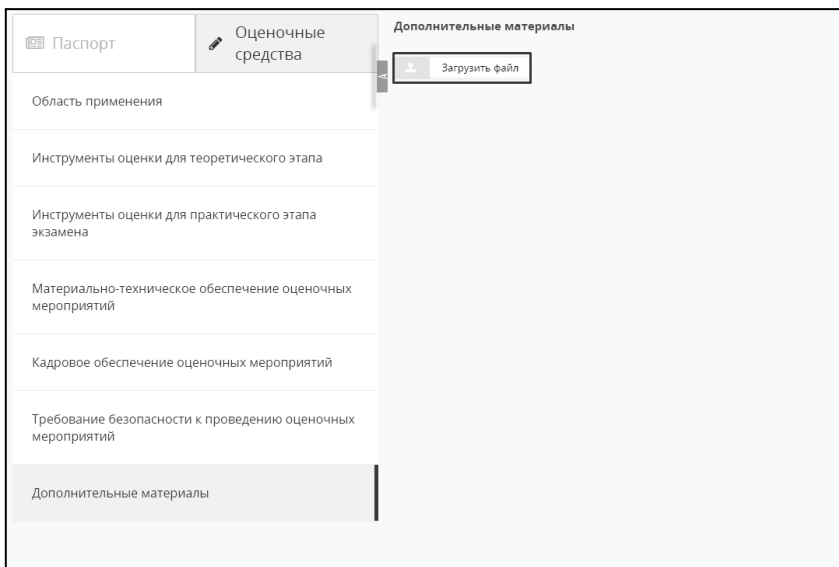 Паспорт
Оценочные
средства
Область применения
Инструменты оценки для теоретического этапа
Инструменты оценки для практического этапа
экзамена
Материально-техническое обеспечение оценочных
мероприятий
Кадровое обеспечение оценочных мероприятий
Требование безопасности к проведению оценочных
мероприятий
Дополнительные материалы
Дополнительные материалы
Загрузить файл